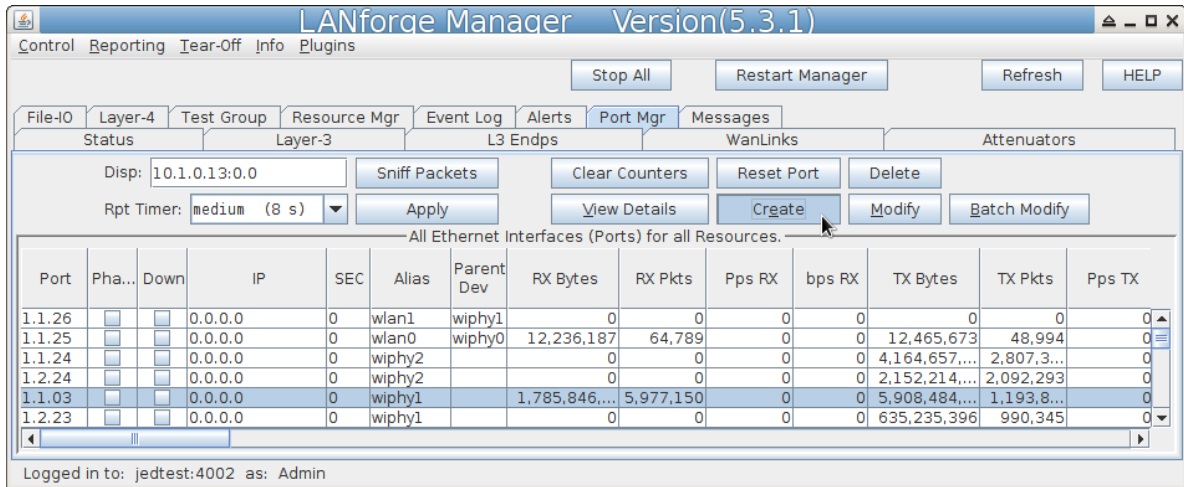 LANforge Manager Version(5.3.1)
Control Reporting Tear-Off Info Plugins
Stop All Restart Manager Refresh HELP
File-IO Layer-4 Test Group Resource Mgr Event Log Alerts Port Mgr Messages
Status Layer-3 L3 Endps WanLinks Attenuators
Disp: 10.1.0.13:0.0 Sniff Packets Clear Counters Reset Port Delete
Rpt Timer: medium (8 s) Apply View Details Create Modify Batch Modify
All Ethernet Interfaces (Ports) for all Resources.
Port Pha... Down IP SEC Alias Parent Dev RX Bytes RX Pkts Pps RX bps RX TX Bytes TX Pkts Pps TX
1.1.26 0.0.0.0 0 wlan1 wiphy1 0 0 0 0 0 0 0
1.1.25 0.0.0.0 0 wlan0 wiphy0 12,236,187 64,789 0 0 12,465,673 48,994 0
1.1.24 0.0.0.0 0 wiphy2 0 0 0 0 4,164,657,... 2,807,3... 0
1.2.24 0.0.0.0 0 wiphy2 0 0 0 0 2,152,214,... 2,092,293 0
1.1.03 0.0.0.0 0 wiphy1 1,785,846,... 5,977,150 0 0 5,908,484,... 1,193,8... 0
1.2.23 0.0.0.0 0 wiphy1 0 0 0 0 635,235,396 990,345 0
Logged in to: jedtest:4002 as: Admin